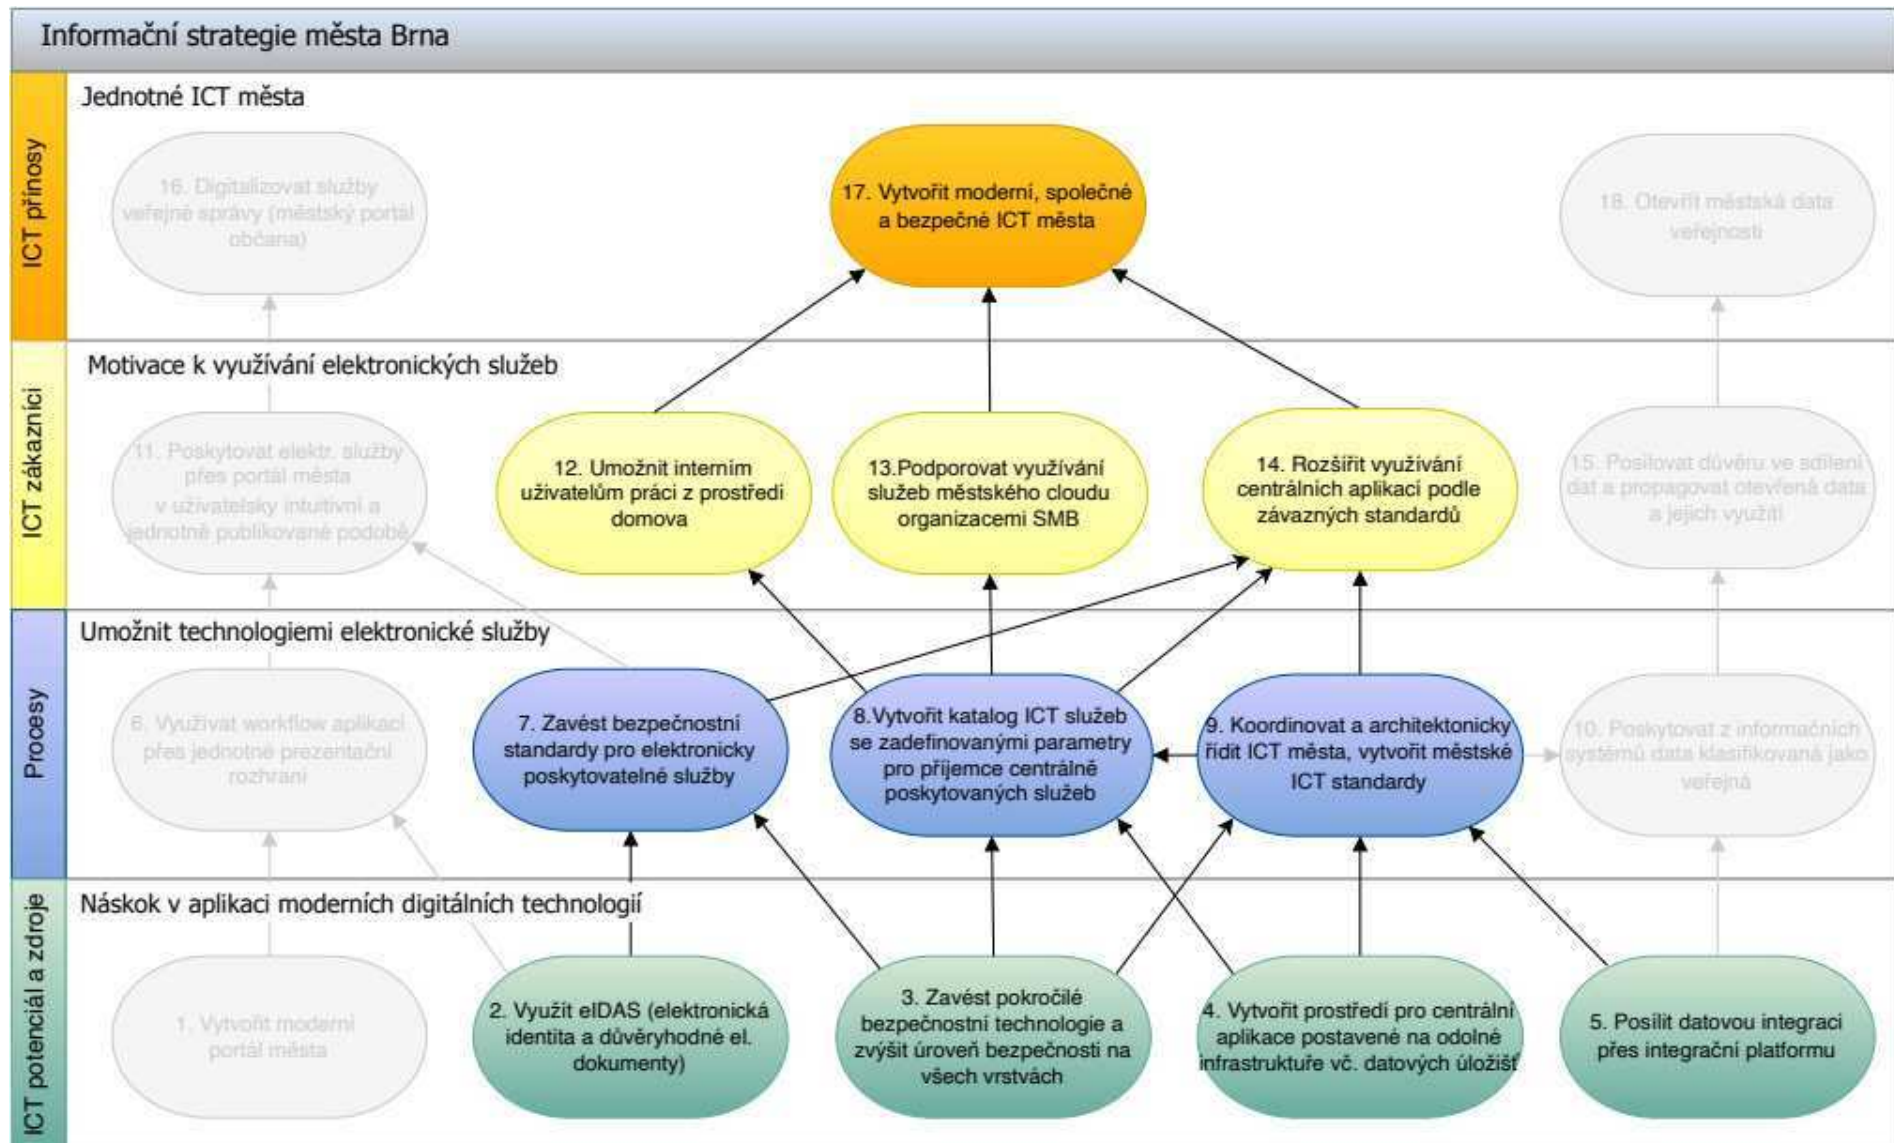 Informační strategie města Brna
ICT přínosy
Jednotné ICT města
16. Digitalizovat služby
veřejné správy (městský portál
občana)
17. Vytvořit moderní, společné
a bezpečné ICT města
18. Otevřít městská data
veřejnosti
ICT zákazníci
Motivace k využívání elektronických služeb
11. Poskytovat elektr. služby
přes portál města
v uživatelsky intuitivní a
jednotně publikované podobě
12. Umožnit interním
uživatelům práci z prostředí
domova
13.Podporovat využívání
služeb městského cloudu
organizacemi SMB
14. Rozšířit využívání
centrálních aplikací podle
závazných standardů
15. Posilovat důvěru ve sdílení
dat a propagovat otevřená data
a jejich využití
Procesy
Umožnit technologiemi elektronické služby
6. Využívat workflow aplikací
přes jednotné prezentační
rozhraní
7. Zavést bezpečnostní
standardy pro elektronicky
poskytovatelné služby
8.Vytvořit katalog ICT služeb
se zadefinovanými parametry
pro příjemce centrálně
poskytovaných služeb
9. Koordinovat a architektonicky
řídit ICT města, vytvořit městské
ICT standardy
10. Poskytovat z informačních
systémů data klasifikovaná jako
veřejná
ICT potenciál a zdroje
Náskok v aplikaci moderních digitálních technologií
1. Vytvořit moderní
portál města
2. Využít eIDAS (elektronická
identita a důvěryhodné el.
dokumenty)
3. Zavést pokročilé
bezpečnostní technologie a
zvýšit úroveň bezpečnosti na
všech vrstvách
4. Vytvořit prostředí pro centrální
aplikace postavené na odolné
infrastruktuře vč. datových úložišť
5. Posílit datovou integraci
přes integrační platformu